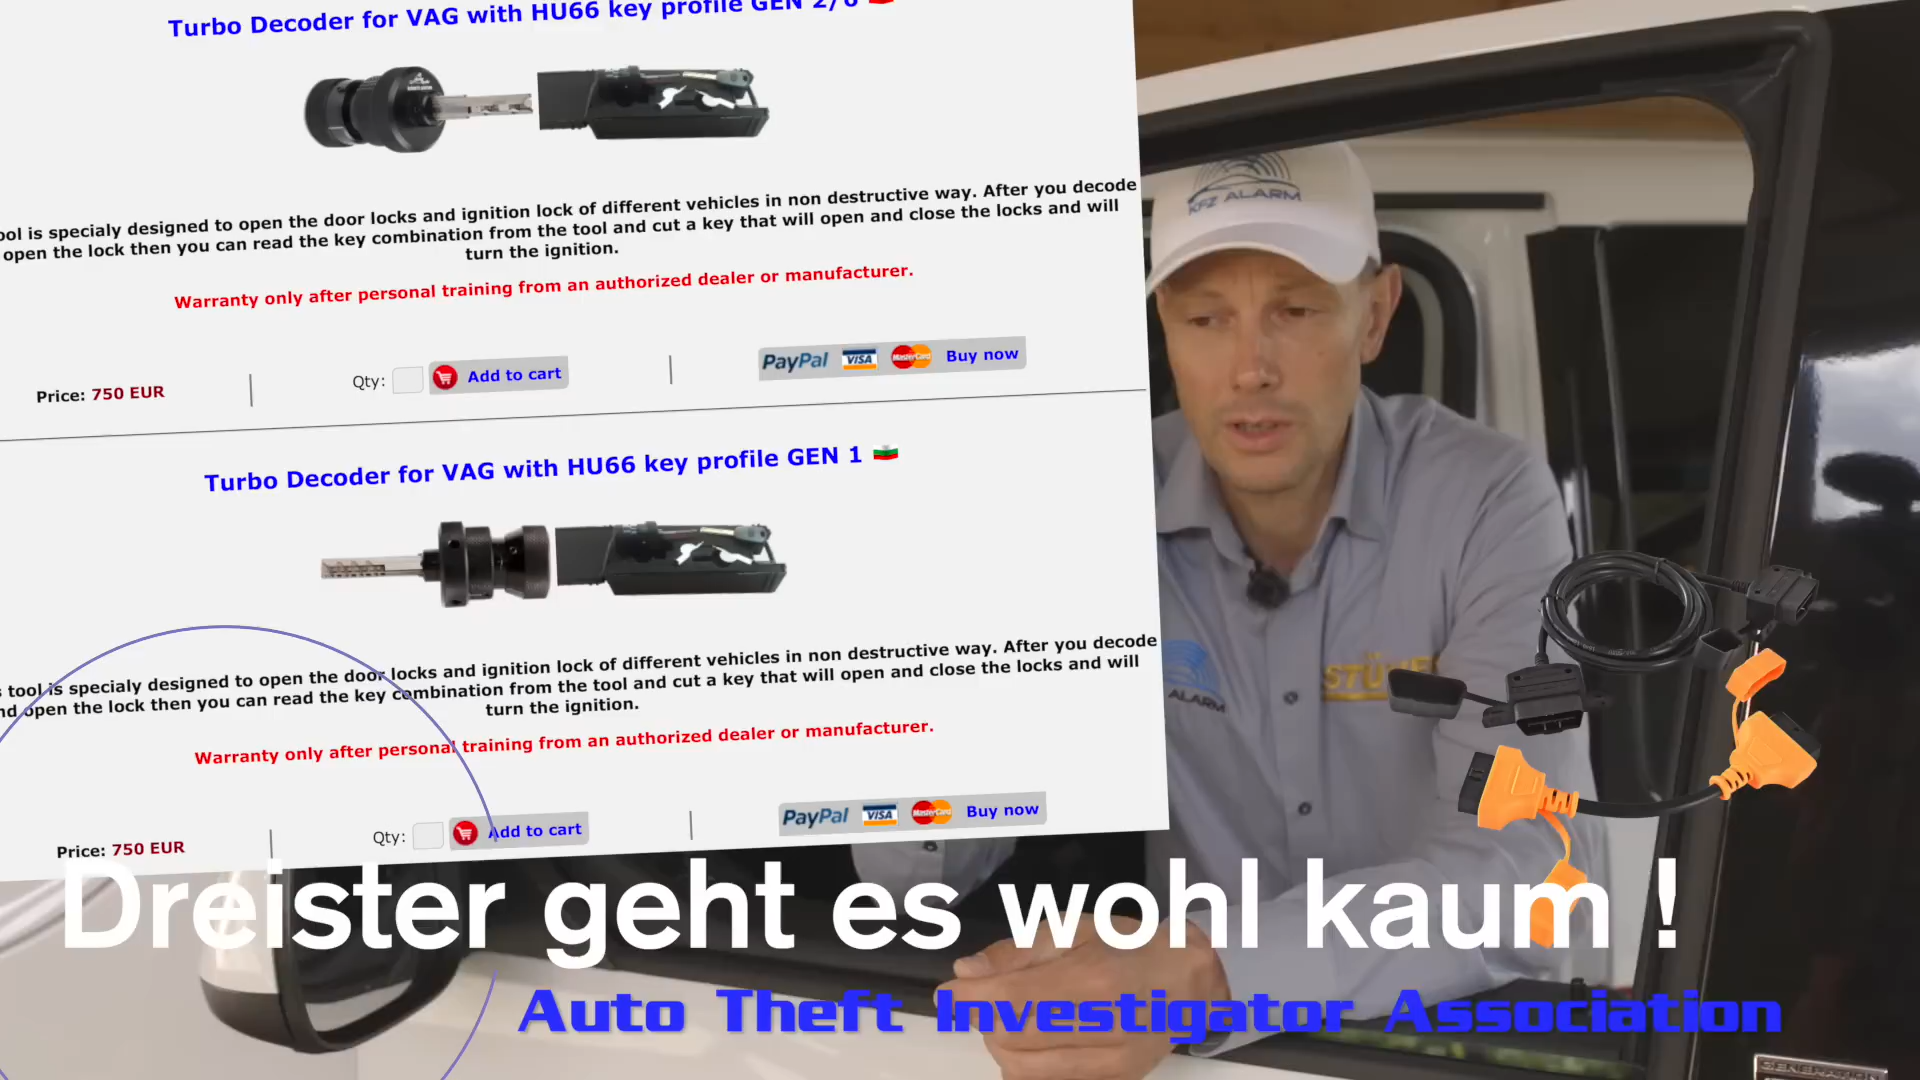 Turbo Decoder for VAG with HU66 key profile GEN 2/6
ool is specialy designed to open the door locks and ignition lock of different vehicles in non destructive way. After you decode
open the lock then you can read the key combination from the tool and cut a key that will open and close the locks and will
turn the ignition.
Warranty only after personal training from an authorized dealer or manufacturer.
Price: 750 EUR
Qty:
Add to cart
PayPal VISA MasterCard Buy now
Turbo Decoder for VAG with HU66 key profile GEN 1
s tool is specialy designed to open the door locks and ignition lock of different vehicles in non destructive way. After you decode
nd open the lock then you can read the key combination from the tool and cut a key that will open and close the locks and will
turn the ignition.
Warranty only after personal training from an authorized dealer or manufacturer.
Price: 750 EUR
Qty:
Add to cart
PayPal VISA MasterCard Buy now
KFZ ALARM
ALARM
Dreister geht es wohl kaum !
Auto Theft Investigator Association
GENERATION